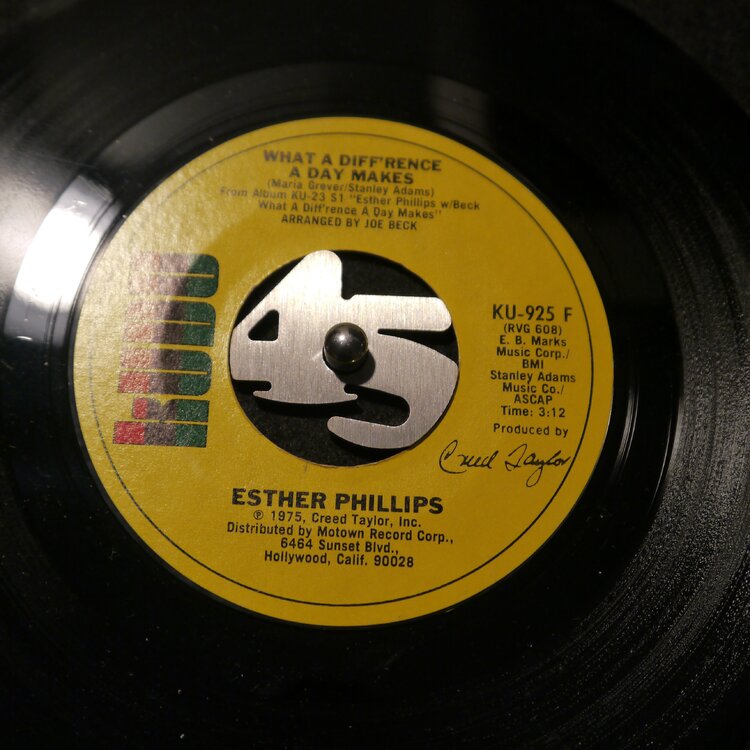 WHAT A DIFF'RENCE
A DAY MAKES
(Maria Grever/Stanley Adams)
From Album KU-23 S1 "Esther Phillips w/Beck
What A Diff'rence A Day Makes"
ARRANGED BY JOE BECK
KUDU
45
KU-925 F
(RVG 608)
E. B. Marks
Music Corp./
BMI
Stanley Adams
Music Co./
ASCAP
Time: 3:12
Produced by
Creed Taylor
ESTHER PHILLIPS
℗ 1975, Creed Taylor, Inc.
Distributed by Motown Record Corp.,
6464 Sunset Blvd.,
Hollywood, Calif. 90028